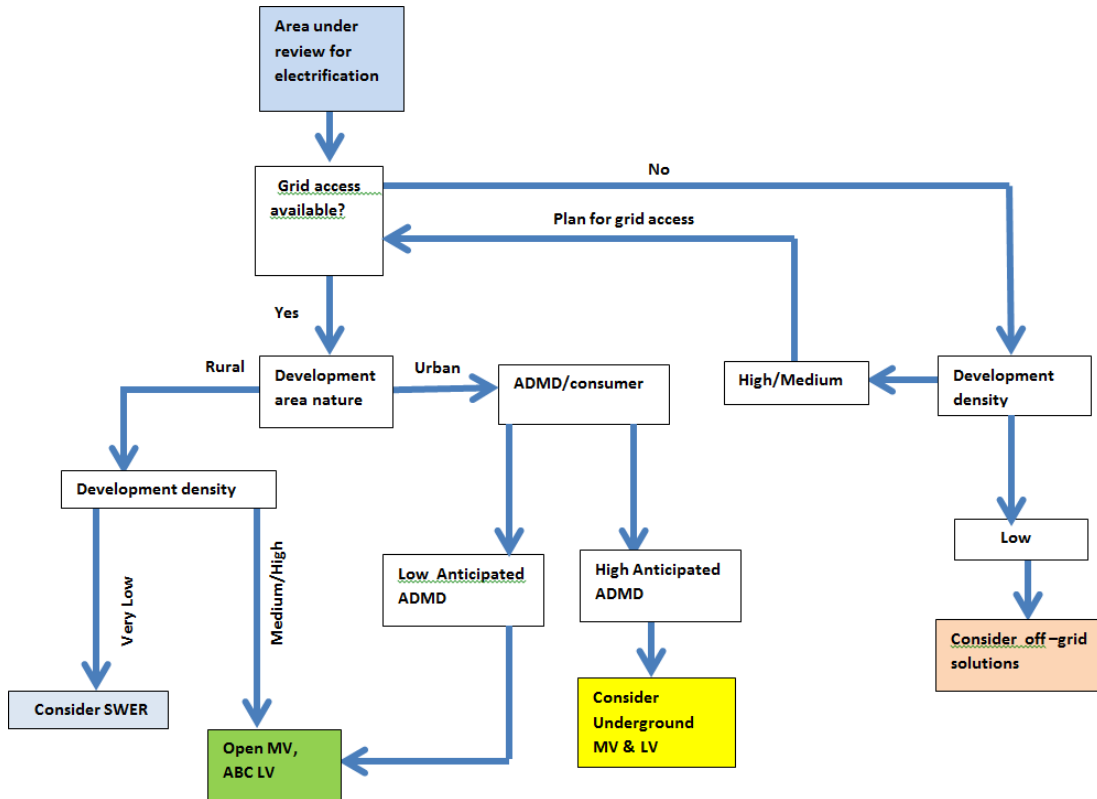 Area under
review for
electrification
No
Grid access
available?
Plan for grid access
Yes
Rural
Development
area nature
Urban
ADMD/consumer
High/Medium
Development
density
Development density
Very Low
Medium/High
Low Anticipated
ADMD
High Anticipated
ADMD
Low
Consider off –grid
solutions
Consider SWER
Open MV,
ABC LV
Consider
Underground
MV & LV